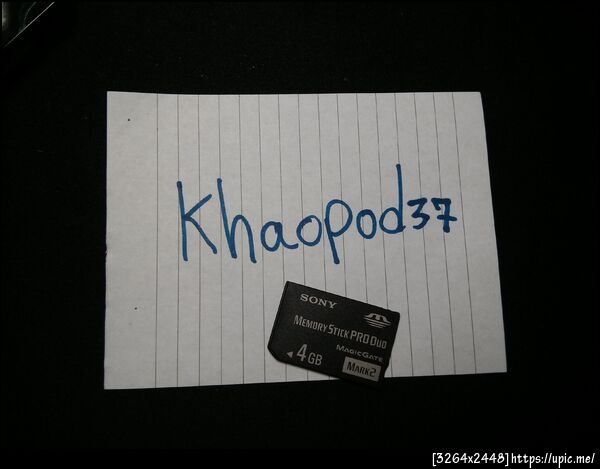 Khaopod37
SONY
MEMORY STICK PRO DUO
MAGICGATE
4GB
MARK2
[3264x2448]https://upic.me/